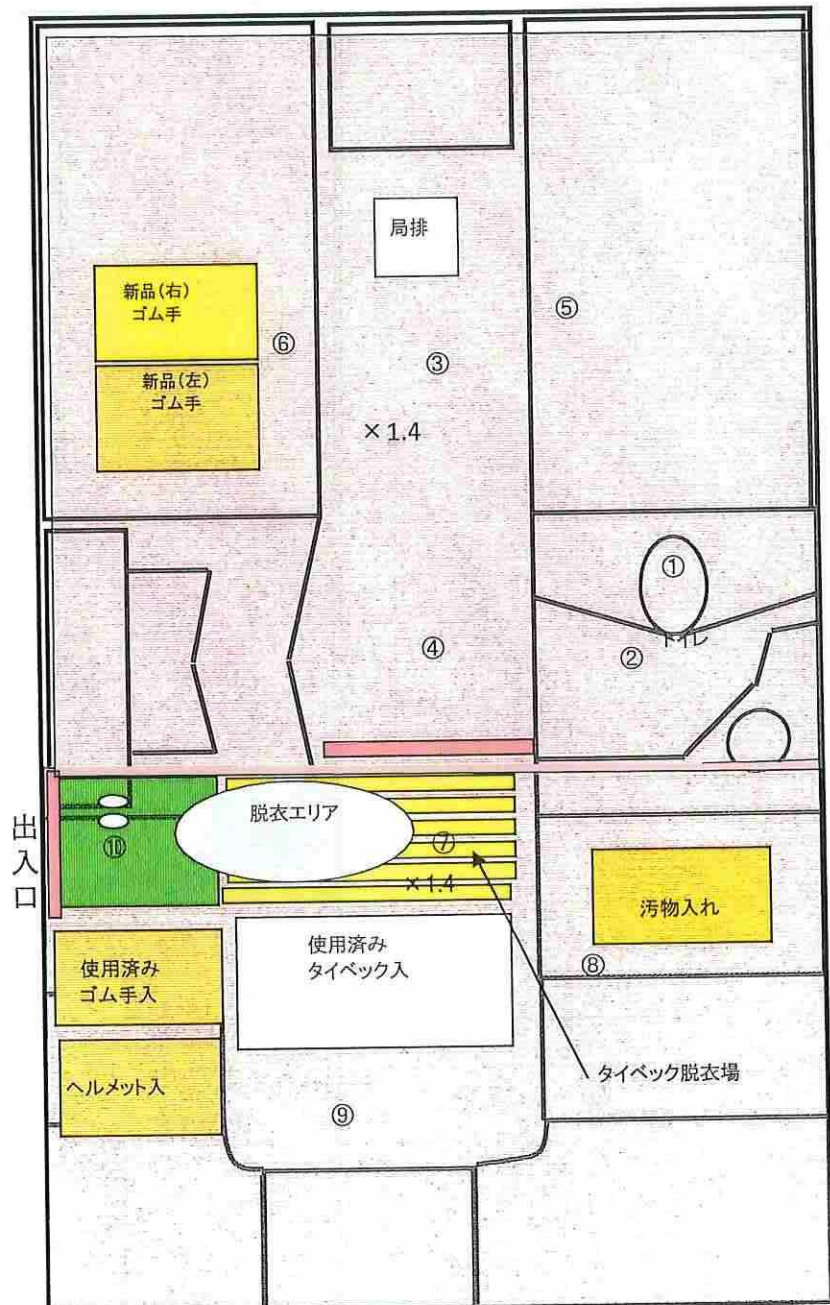 局排
新品(右)
ゴム手
⑥
⑤
③
新品(左)
ゴム手
×1.4
①
トイレ
②
④
出入口
脱衣エリア
⑦
⑩
×1.4
汚物入れ
使用済み
タイベック入
使用済み
ゴム手入
⑧
タイベック脱衣場
ヘルメット入
⑨